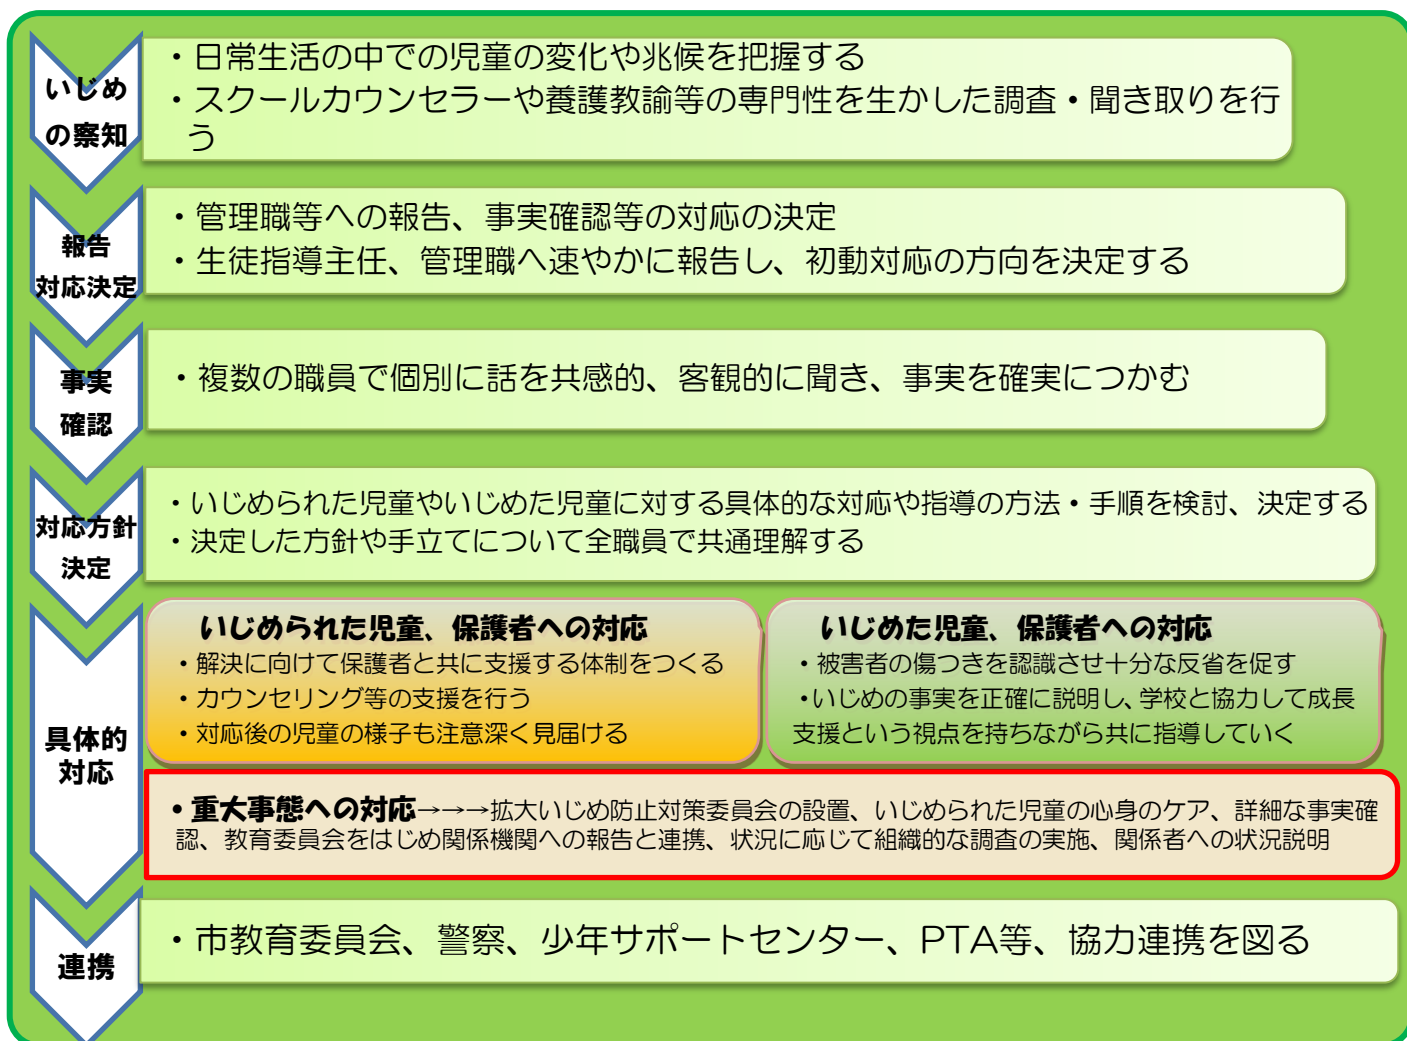 いじめ
の察知
・日常生活の中での児童の変化や兆候を把握する
・スクールカウンセラーや養護教諭等の専門性を生かした調査・聞き取りを行
う
報告
対応決定
・管理職等への報告、事実確認等の対応の決定
・生徒指導主任、管理職へ速やかに報告し、初動対応の方向を決定する
事実
確認
・複数の職員で個別に話を共感的、客観的に聞き、事実を確実につかむ
対応方針
決定
・いじめられた児童やいじめた児童に対する具体的な対応や指導の方法・手順を検討、決定する
・決定した方針や手立てについて全職員で共通理解する
具体的
対応
いじめられた児童、保護者への対応
・解決に向けて保護者と共に支援する体制をつくる
・カウンセリング等の支援を行う
・対応後の児童の様子も注意深く見届ける
いじめた児童、保護者への対応
・被害者の傷つきを認識させ十分な反省を促す
・いじめの事実を正確に説明し、学校と協力して成長
支援という視点を持ちながら共に指導していく
・重大事態への対応→→→拡大いじめ防止対策委員会の設置、いじめられた児童の心身のケア、詳細な事実確
認、教育委員会をはじめ関係機関への報告と連携、状況に応じて組織的な調査の実施、関係者への状況説明
連携
・市教育委員会、警察、少年サポートセンター、PTA等、協力連携を図る